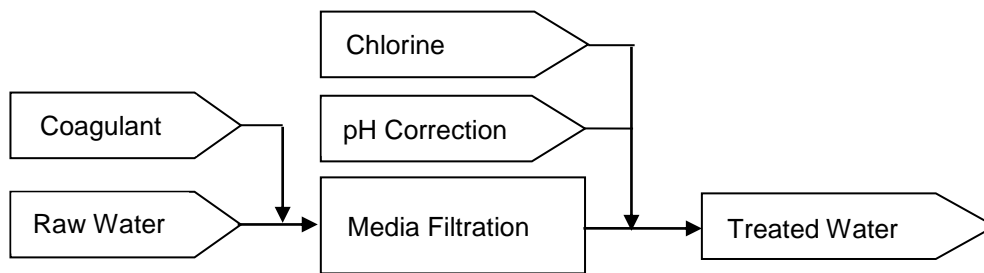 Chlorine
Coagulant
pH Correction
Raw Water
Media Filtration
Treated Water